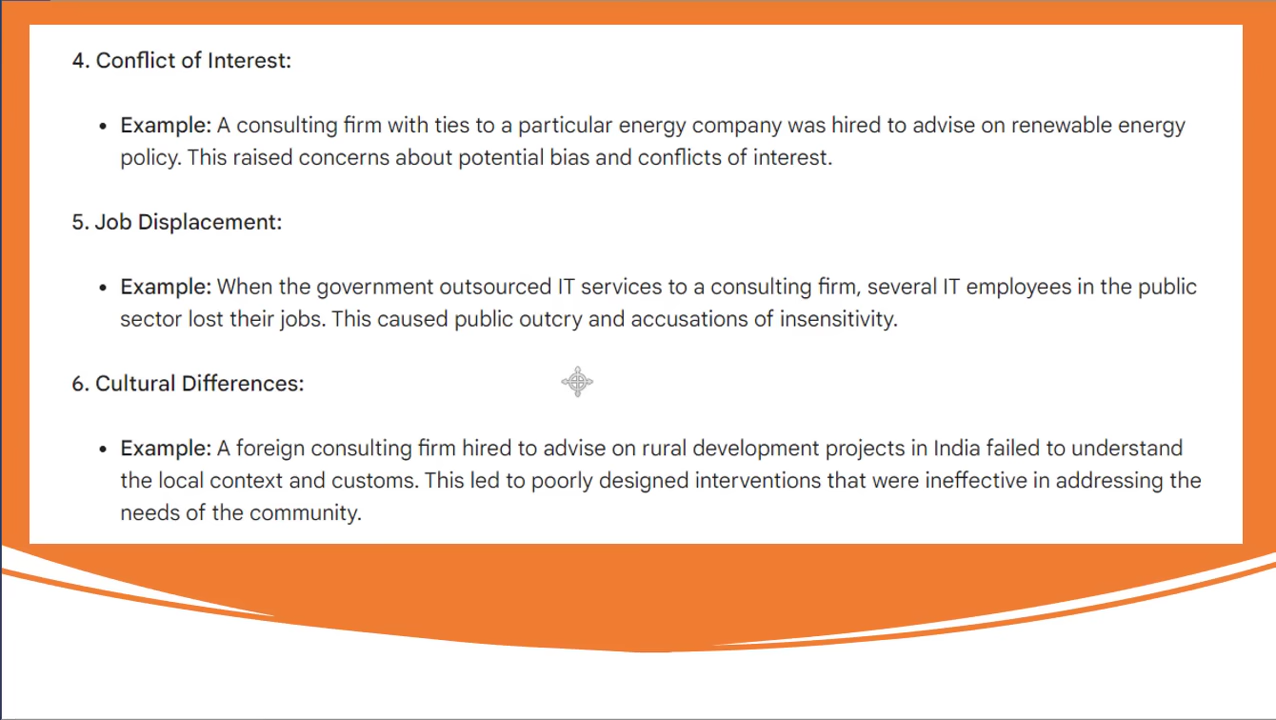 4. Conflict of Interest:
• Example: A consulting firm with ties to a particular energy company was hired to advise on renewable energy
policy. This raised concerns about potential bias and conflicts of interest.
5. Job Displacement:
• Example: When the government outsourced IT services to a consulting firm, several IT employees in the public
sector lost their jobs. This caused public outcry and accusations of insensitivity.
6. Cultural Differences:
• Example: A foreign consulting firm hired to advise on rural development projects in India failed to understand
the local context and customs. This led to poorly designed interventions that were ineffective in addressing the
needs of the community.